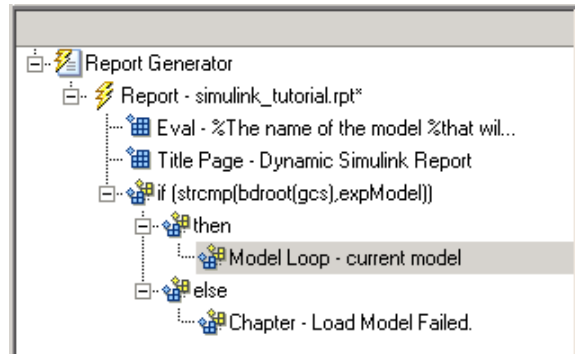 Report Generator
Report - simulink_tutorial.rpt*
Eval - %The name of the model %that wil...
Title Page - Dynamic Simulink Report
if (strcmp(bdroot(gcs),expModel))
then
Model Loop - current model
else
Chapter - Load Model Failed.